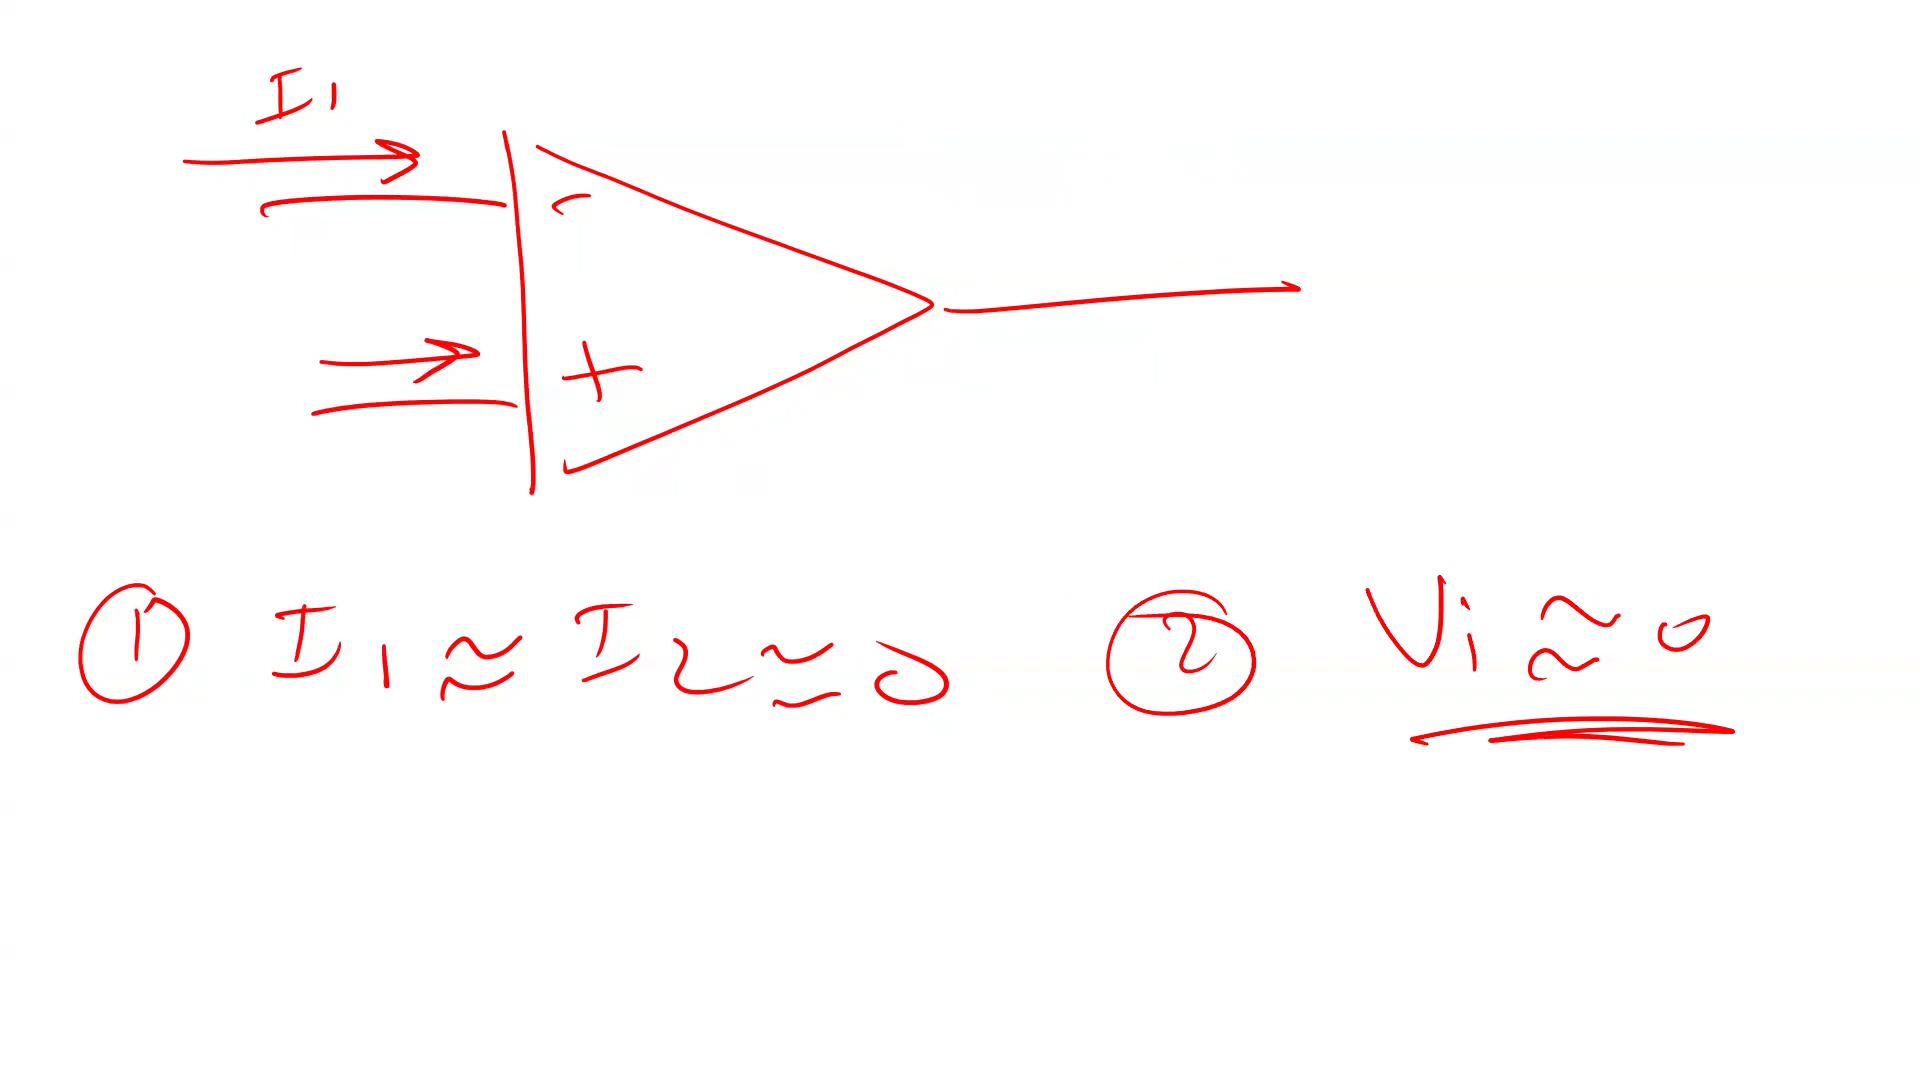 I1
-
+
① I1 ≈ I2 ≈ 0 ② Vi ≈ 0